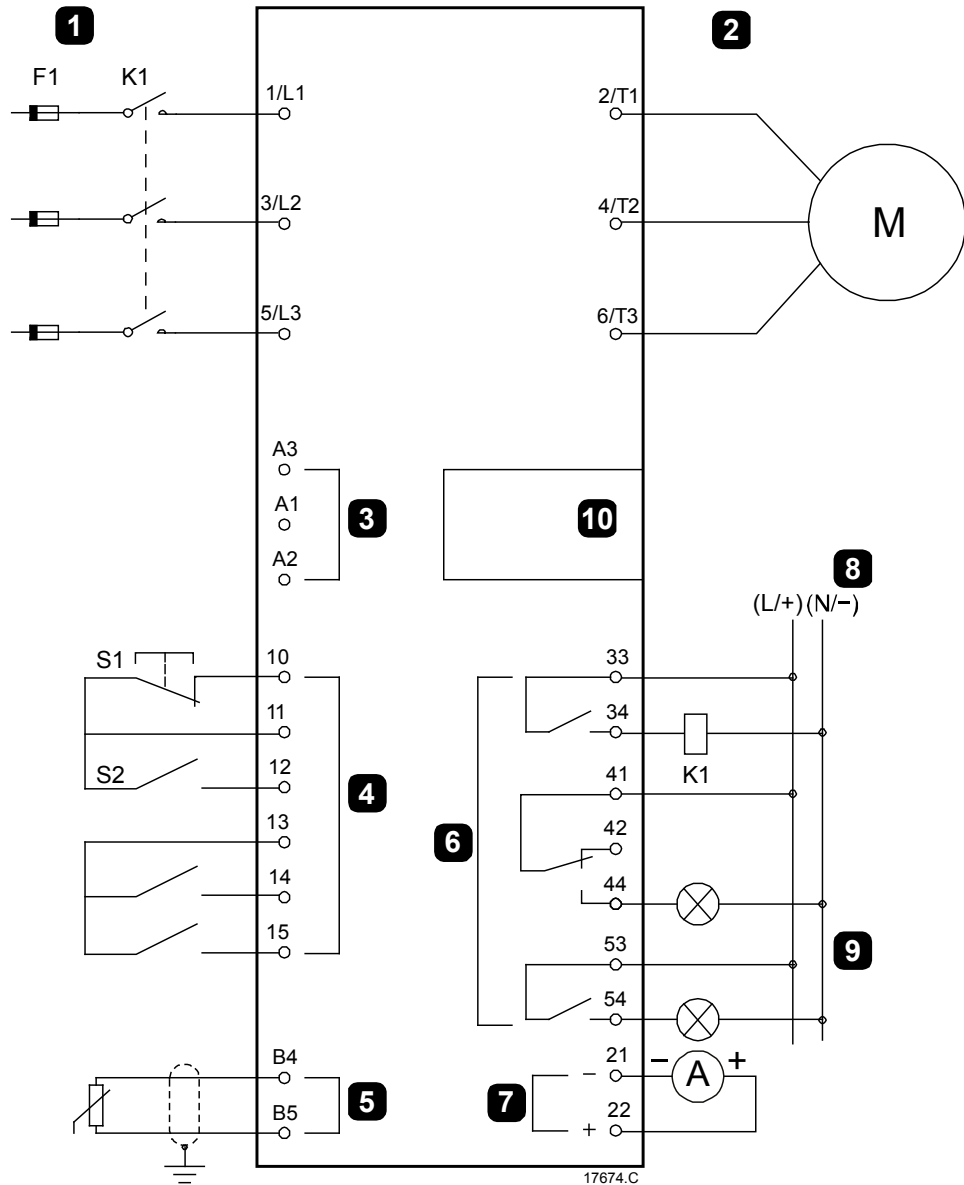 1
2
F1 K1
1/L1 2/T1
3/L2 4/T2
M
5/L3 6/T3
A3
A1
3
10
A2
8
(L/+) (N/−)
S1 10 33
11 34
K1
S2 12 41
4
13 42
6
14 44
15 53
9
54
B4 21 − − A +
5 7
B5 22 +
17674.C